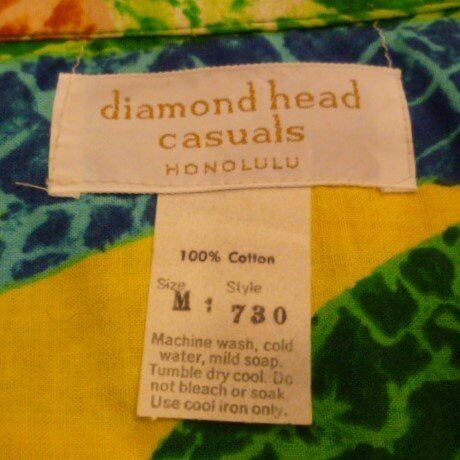 diamond head
casuals
HONOLULU
100% Cotton
Size Style
M : 730
Machine wash, cold
water, mild soap.
Tumble dry cool. Do
not bleach or soak
Use cool iron only.